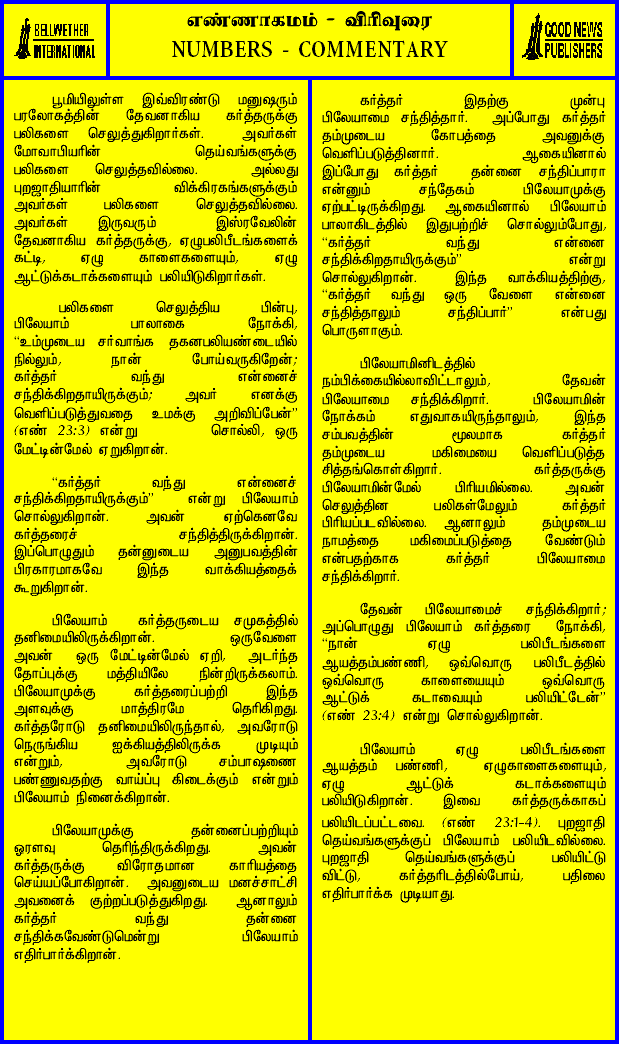 BELLWETHER
INTERNATIONAL
எண்ணாகமம் - விரிவுரை
NUMBERS - COMMENTARY
GOOD NEWS
PUBLISHERS
பூமியிலுள்ள இவ்விரண்டு மனுஷரும்
பரலோகத்தின் தேவனாகிய கர்த்தருக்கு
பலிகளை செலுத்துகிறார்கள். அவர்கள்
மோவாபியரின் தெய்வங்களுக்கு
பலிகளை செலுத்தவில்லை. அல்லது
புறஜாதியாரின் விக்கிரகங்களுக்கும்
அவர்கள் பலிகளை செலுத்தவில்லை.
அவர்கள் இருவரும் இஸ்ரவேலின்
தேவனாகிய கர்த்தருக்கு, ஏழுபலிபீடங்களைக்
கட்டி, ஏழு காளைகளையும், ஏழு
ஆட்டுக்கடாக்களையும் பலியிடுகிறார்கள்.
பலிகளை செலுத்திய பின்பு,
பிலேயாம் பாலாகை நோக்கி,
“உம்முடைய சர்வாங்க தகனபலியண்டையில்
நில்லும், நான் போய்வருகிறேன்;
கர்த்தர் வந்து என்னைச்
சந்திக்கிறதாயிருக்கும்; அவர் எனக்கு
வெளிப்படுத்துவதை உமக்கு அறிவிப்பேன்”
(எண் 23:3) என்று சொல்லி, ஒரு
மேட்டின்மேல் ஏறுகிறான்.
“கர்த்தர் வந்து என்னைச்
சந்திக்கிறதாயிருக்கும்” என்று பிலேயாம்
சொல்லுகிறான். அவன் ஏற்கெனவே
கர்த்தரைச் சந்தித்திருக்கிறான்.
இப்பொழுதும் தன்னுடைய அனுபவத்தின்
பிரகாரமாகவே இந்த வாக்கியத்தைக்
கூறுகிறான்.
பிலேயாம் கர்த்தருடைய சமுகத்தில்
தனிமையிலிருக்கிறான். ஒருவேளை
அவன் ஒரு மேட்டின்மேல் ஏறி, அடர்ந்த
தோப்புக்கு மத்தியிலே நின்றிருக்கலாம்.
பிலேயாமுக்கு கர்த்தரைப்பற்றி இந்த
அளவுக்கு மாத்திரமே தெரிகிறது.
கர்த்தரோடு தனிமையிலிருந்தால், அவரோடு
நெருங்கிய ஐக்கியத்திலிருக்க முடியும்
என்றும், அவரோடு சம்பாஷணை
பண்ணுவதற்கு வாய்ப்பு கிடைக்கும் என்றும்
பிலேயாம் நினைக்கிறான்.
பிலேயாமுக்கு தன்னைப்பற்றியும்
ஓரளவு தெரிந்திருக்கிறது. அவன்
கர்த்தருக்கு விரோதமான காரியத்தை
செய்யப்போகிறான். அவனுடைய மனச்சாட்சி
அவனைக் குற்றப்படுத்துகிறது. ஆனாலும்
கர்த்தர் வந்து தன்னை
சந்திக்கவேண்டுமென்று பிலேயாம்
எதிர்பார்க்கிறான்.
கர்த்தர் இதற்கு முன்பு
பிலேயாமை சந்தித்தார். அப்போது கர்த்தர்
தம்முடைய கோபத்தை அவனுக்கு
வெளிப்படுத்தினார். ஆகையினால்
இப்போது கர்த்தர் தன்னை சந்திப்பாரா
என்னும் சந்தேகம் பிலேயாமுக்கு
ஏற்பட்டிருக்கிறது. ஆகையினால் பிலேயாம்
பாலாகிடத்தில் இதுபற்றிச் சொல்லும்போது,
“கர்த்தர் வந்து என்னை
சந்திக்கிறதாயிருக்கும்” என்று
சொல்லுகிறான். இந்த வாக்கியத்திற்கு,
“கர்த்தர் வந்து ஒரு வேளை என்னை
சந்தித்தாலும் சந்திப்பார்” என்பது
பொருளாகும்.
பிலேயாமினிடத்தில்
நம்பிக்கையில்லாவிட்டாலும், தேவன்
பிலேயாமை சந்திக்கிறார். பிலேயாமின்
நோக்கம் எதுவாகயிருந்தாலும், இந்த
சம்பவத்தின் மூலமாக கர்த்தர்
தம்முடைய மகிமையை வெளிப்படுத்த
சித்தங்கொள்கிறார். கர்த்தருக்கு
பிலேயாமின்மேல் பிரியமில்லை. அவன்
செலுத்தின பலிகள்மேலும் கர்த்தர்
பிரியப்படவில்லை. ஆனாலும் தம்முடைய
நாமத்தை மகிமைப்படுத்தை வேண்டும்
என்பதற்காக கர்த்தர் பிலேயாமை
சந்திக்கிறார்.
தேவன் பிலேயாமைச் சந்திக்கிறார்;
அப்பொழுது பிலேயாம் கர்த்தரை நோக்கி,
“நான் ஏழு பலிபீடங்களை
ஆயத்தம்பண்ணி, ஒவ்வொரு பலிபீடத்தில்
ஒவ்வொரு காளையையும் ஒவ்வொரு
ஆட்டுக் கடாவையும் பலியிட்டேன்”
(எண் 23:4) என்று சொல்லுகிறான்.
பிலேயாம் ஏழு பலிபீடங்களை
ஆயத்தம் பண்ணி, ஏழுகாளைகளையும்,
ஏழு ஆட்டுக் கடாக்களையும்
பலியிடுகிறான். இவை கர்த்தருக்காகப்
பலியிடப்பட்டவை. (எண் 23:1-4). புறஜாதி
தெய்வங்களுக்குப் பிலேயாம் பலியிடவில்லை.
புறஜாதி தெய்வங்களுக்குப் பலியிட்டு
விட்டு, கர்த்தரிடத்தில்போய், பதிலை
எதிர்பார்க்க முடியாது.